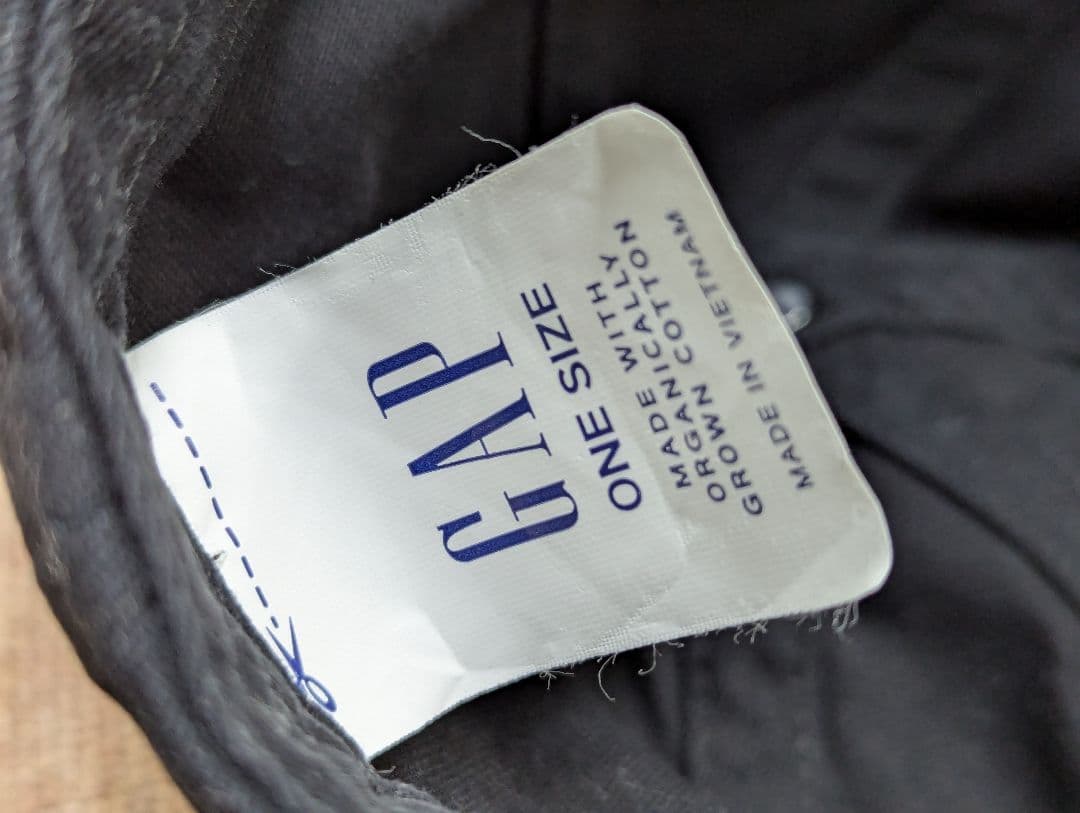 GAP
ONE SIZE
MADE WITH
ORGANICALLY
GROWN COTTON
MADE IN VIETNAM